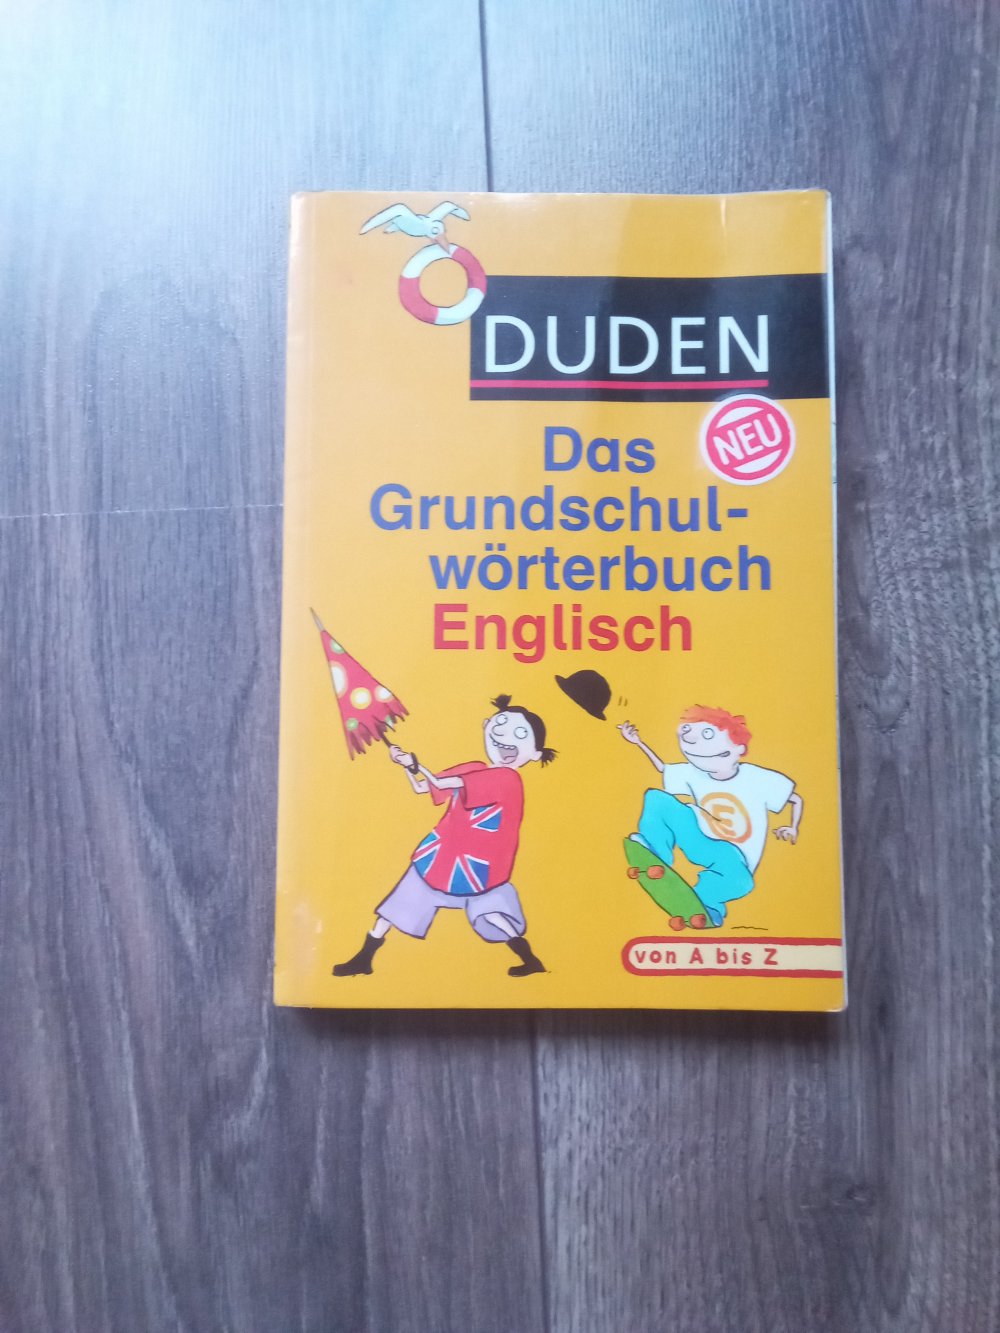 DUDEN
NEU
Das
Grundschul-
wörterbuch
Englisch
E
von A bis Z